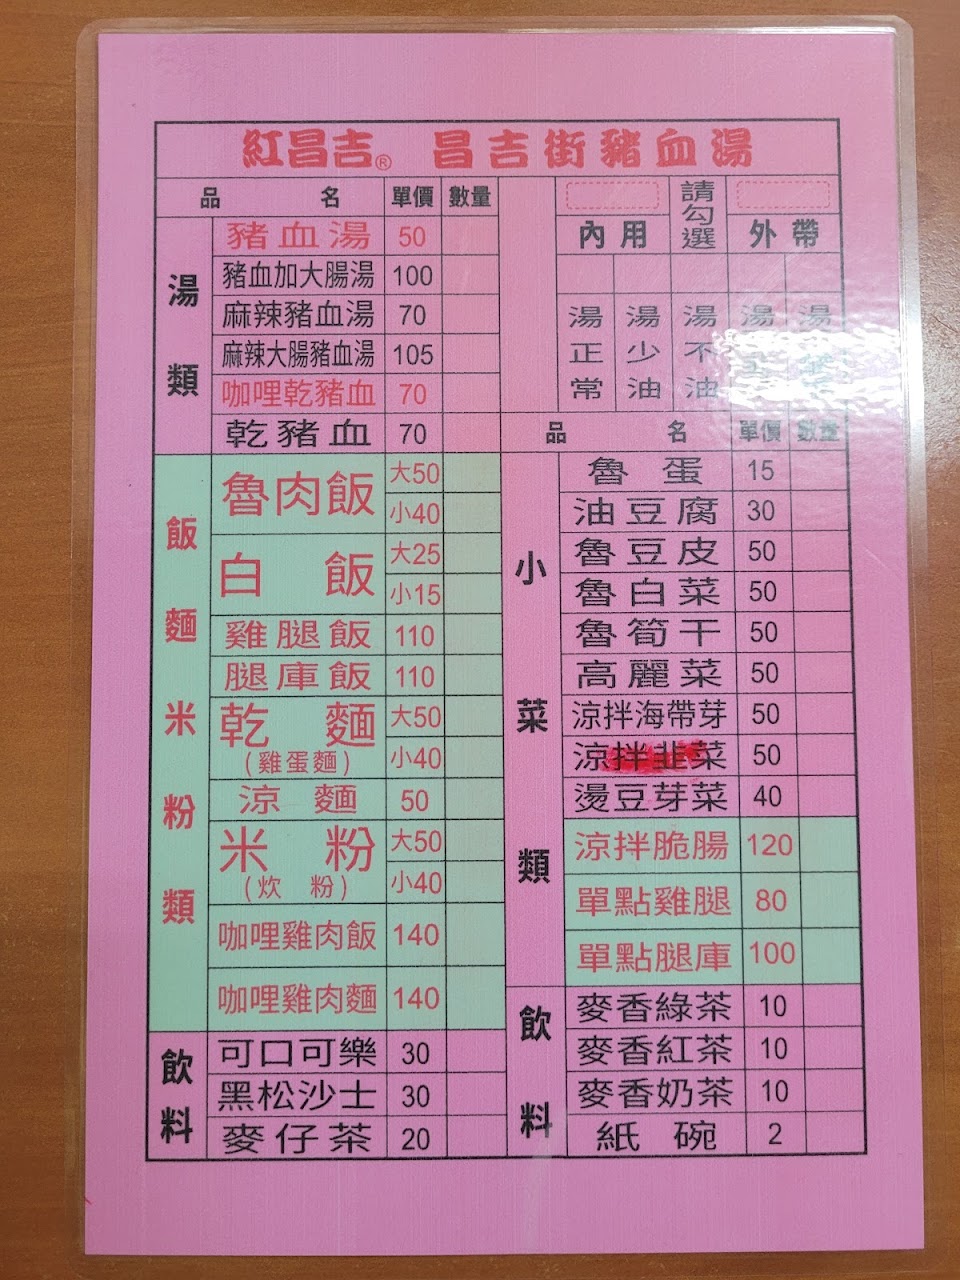 紅昌吉® 昌吉街豬血湯
品 名 單價 數量
湯類
豬血湯 50
豬血加大腸湯 100
麻辣豬血湯 70
麻辣大腸豬血湯 105
咖哩乾豬血 70
乾豬血 70
飯麵米粉類
魯肉飯 大50
小40
白飯 大25
小15
雞腿飯 110
腿庫飯 110
乾麵 (雞蛋麵) 大50
小40
涼麵 50
米粉 (炊粉) 大50
小40
咖哩雞肉飯 140
咖哩雞肉麵 140
飲料
可口可樂 30
黑松沙士 30
麥仔茶 20
請勾選
內用 外帶
湯正常 湯少油 湯不油 湯 湯
品 名 單價 數量
小菜類
魯蛋 15
油豆腐 30
魯豆皮 50
魯白菜 50
魯筍干 50
高麗菜 50
涼拌海帶芽 50
涼拌韭菜 50
燙豆芽菜 40
涼拌脆腸 120
單點雞腿 80
單點腿庫 100
飲料
麥香綠茶 10
麥香紅茶 10
麥香奶茶 10
紙碗 2